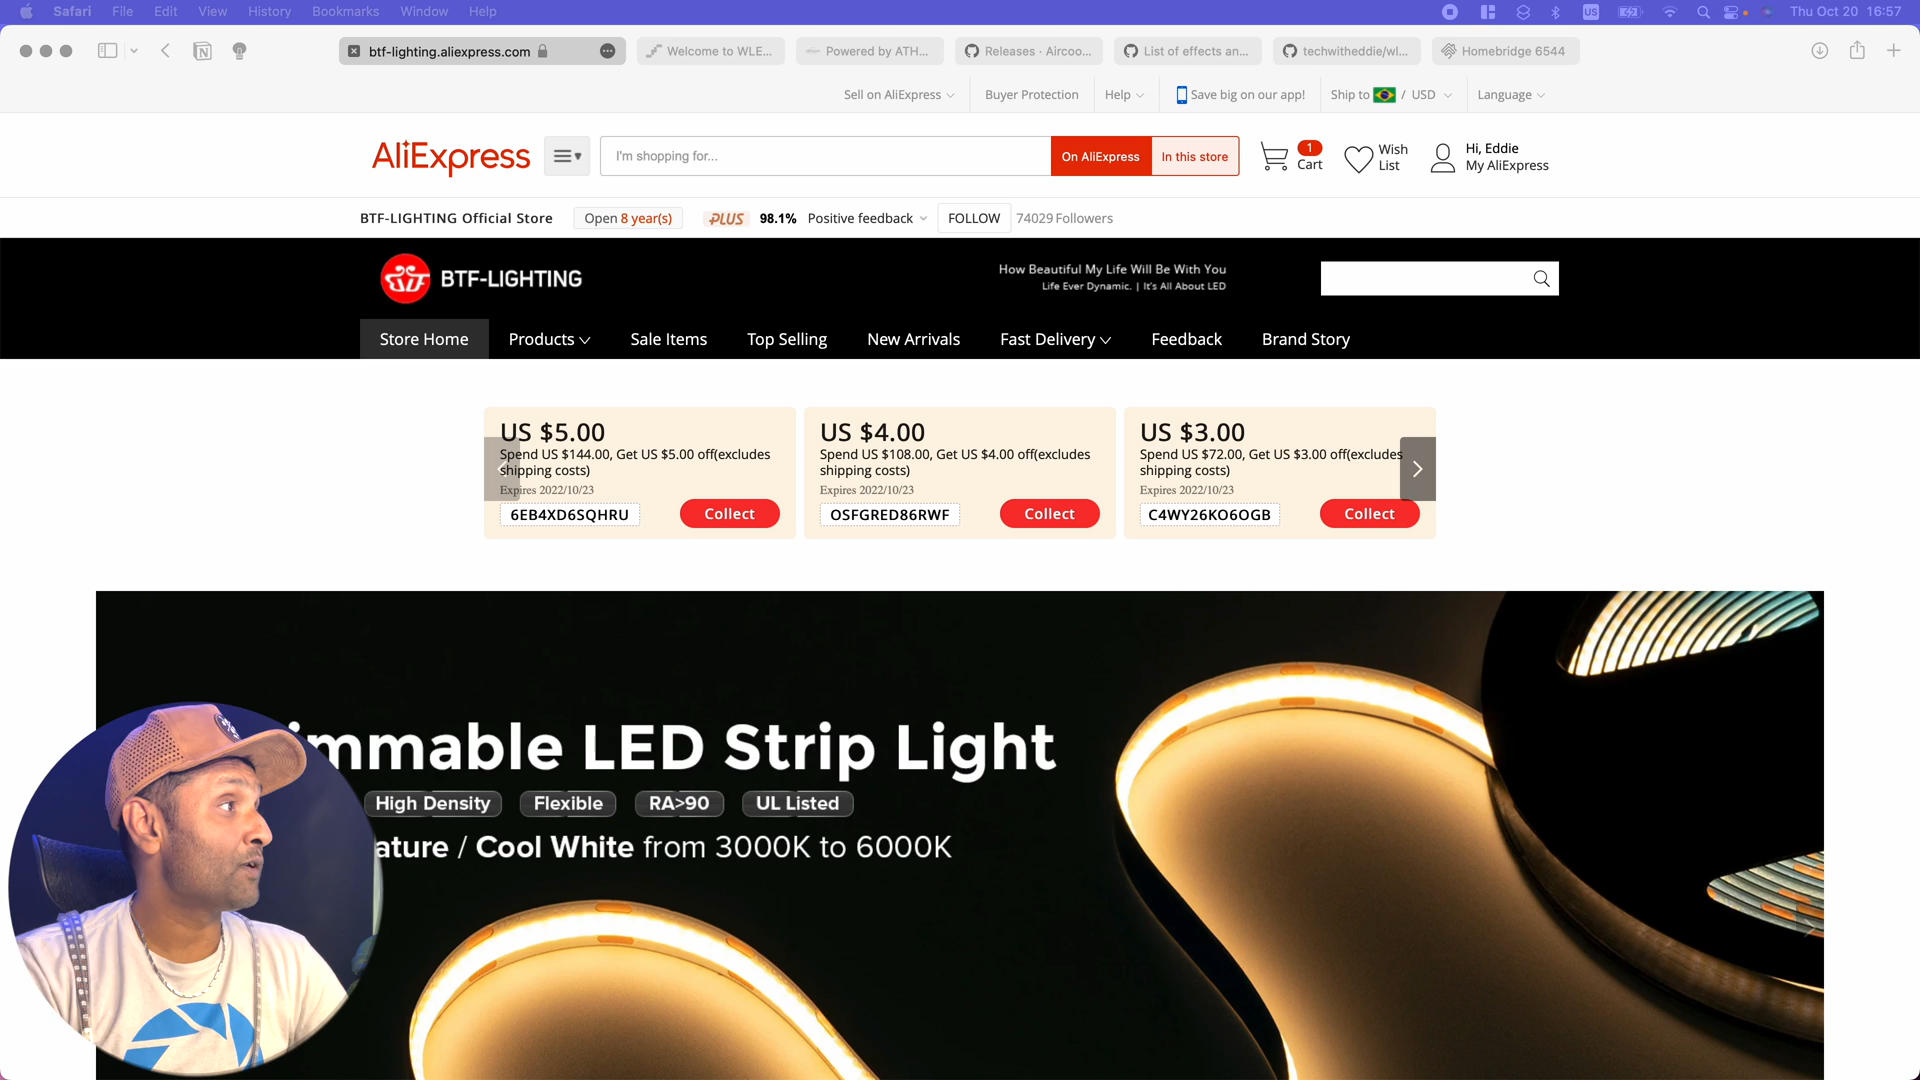 Safari File Edit View History Bookmarks Window Help US Thu Oct 20 16:57
btf-lighting.aliexpress.com Welcome to WLE... Powered by ATH... Releases · Aircoo... List of effects an... techwitheddie/wl... Homebridge 6544
Sell on AliExpress Buyer Protection Help Save big on our app! Ship to / USD Language
AliExpress I'm shopping for... On AliExpress In this store 1 Cart Wish List Hi, Eddie My AliExpress
BTF-LIGHTING Official Store Open 8 year(s) PLUS 98.1% Positive feedback FOLLOW 74029 Followers
BTF-LIGHTING
How Beautiful My Life Will Be With You
Life Ever Dynamic. | It's All About LED
Store Home Products Sale Items Top Selling New Arrivals Fast Delivery Feedback Brand Story
US $5.00
Spend US $144.00, Get US $5.00 off(excludes
shipping costs)
Expires 2022/10/23
6EB4XD6SQHRU Collect
US $4.00
Spend US $108.00, Get US $4.00 off(excludes
shipping costs)
Expires 2022/10/23
OSFGRED86RWF Collect
US $3.00
Spend US $72.00, Get US $3.00 off(excludes
shipping costs)
Expires 2022/10/23
C4WY26KO6OGB Collect
immable LED Strip Light
High Density Flexible RA>90 UL Listed
ature / Cool White from 3000K to 6000K